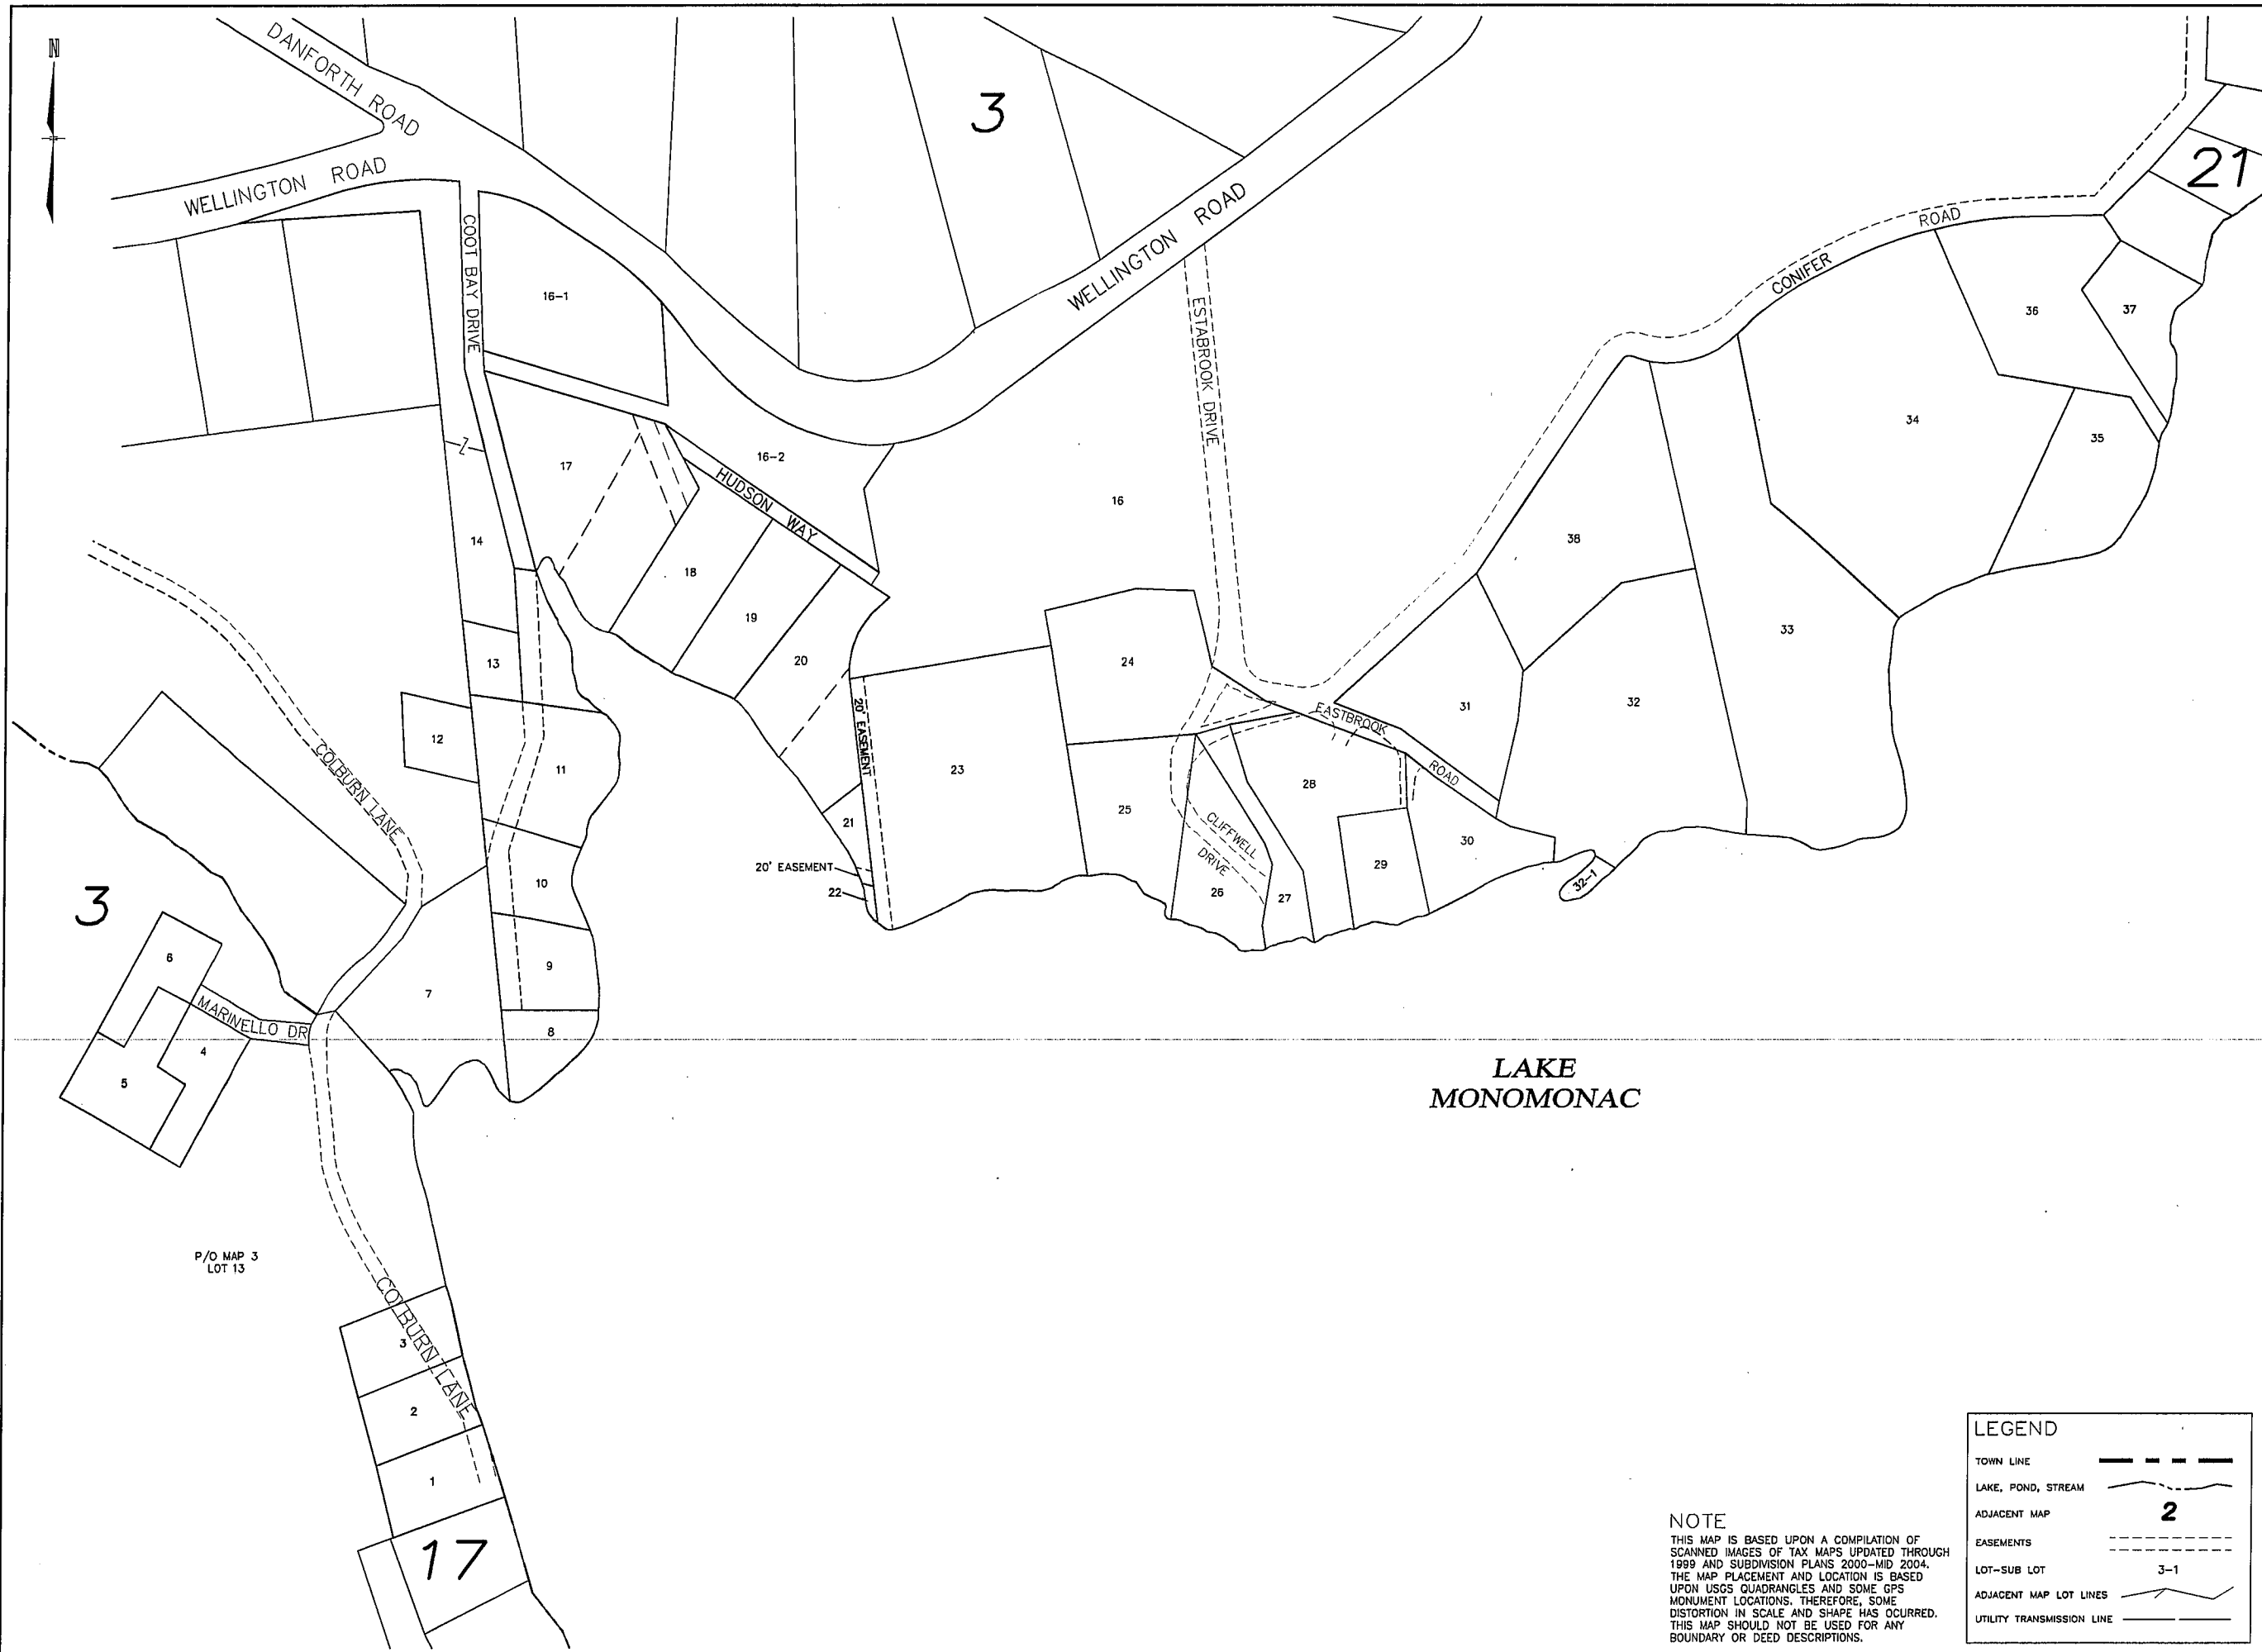 N
DANFORTH ROAD
WELLINGTON ROAD
COOT BAY DRIVE
3
WELLINGTON ROAD
21
CONIFER ROAD
ESTABROOK DRIVE
16-1
36
37
34
35
17
16-2
HUDSON WAY
16
38
14
18
19
20
33
13
24
12
11
COLBURN LANE
20' EASEMENT
23
EASTBROOK ROAD
31
32
28
25
21
CLIFFWELL
DRIVE
30
29
20' EASEMENT
22
10
26
27
32-1
3
6
9
7
MARINELLO DR
8
4
5
LAKE
MONOMONAC
P/O MAP 3
LOT 13
COLBURN LANE
3
2
1
17
NOTE
THIS MAP IS BASED UPON A COMPILATION OF
SCANNED IMAGES OF TAX MAPS UPDATED THROUGH
1999 AND SUBDIVISION PLANS 2000-MID 2004.
THE MAP PLACEMENT AND LOCATION IS BASED
UPON USGS QUADRANGLES AND SOME GPS
MONUMENT LOCATIONS. THEREFORE, SOME
DISTORTION IN SCALE AND SHAPE HAS OCURRED.
THIS MAP SHOULD NOT BE USED FOR ANY
BOUNDARY OR DEED DESCRIPTIONS.
LEGEND
TOWN LINE
LAKE, POND, STREAM
ADJACENT MAP 2
EASEMENTS
LOT-SUB LOT 3-1
ADJACENT MAP LOT LINES
UTILITY TRANSMISSION LINE